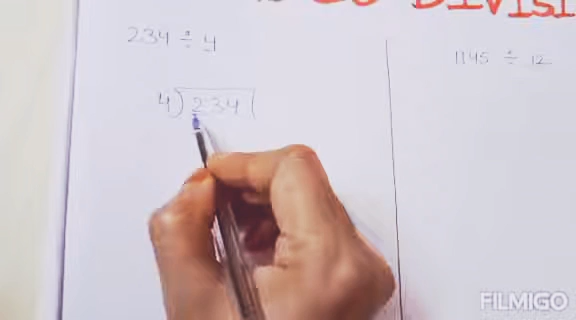 DIVISI
234 ÷ 4
4) 234 (
1145 ÷ 12
FILMIGO